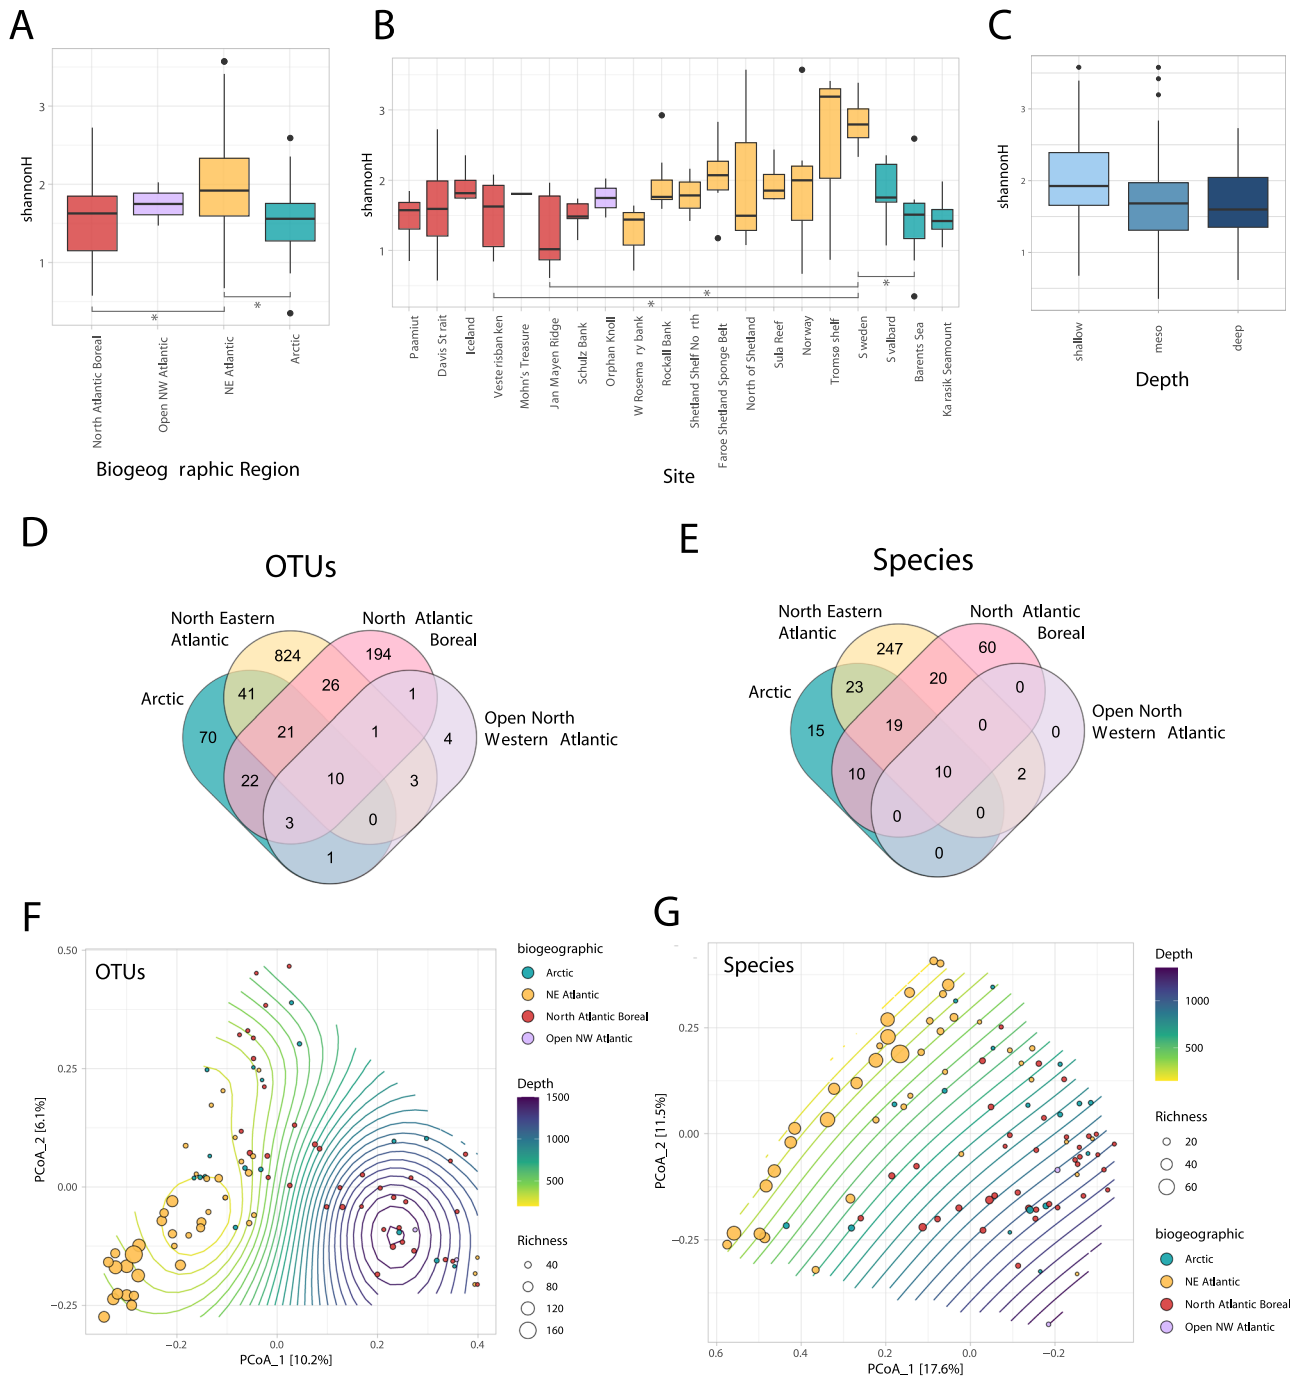 A
B
C
shannonH
3
2
1
*
*
North Atlantic Boreal
Open NW Atlantic
NE Atlantic
Arctic
Biogeog raphic Region
shannonH
3
2
1
*
*
*
Paamiut
Davis St rait
Iceland
Vesterisbanken
Mohn's Treasure
Jan Mayen Ridge
Schulz Bank
Orphan Knoll
W Rosema ry bank
Rockall Bank
Shetland Shelf No rth
Faroe Shetland Sponge Belt
North of Shetland
Sula Reef
Norway
Tromsø shelf
S weden
S valbard
Barents Sea
Ka rasik Seamount
Site
shannonH
3
2
1
shallow
meso
deep
Depth
D
OTUs
North Eastern
Atlantic
North Atlantic
Boreal
Arctic
Open North
Western Atlantic
824
194
41
26
1
70
21
1
4
22
10
3
3
0
1
E
Species
North Eastern
Atlantic
North Atlantic
Boreal
Arctic
Open North
Western Atlantic
247
60
23
20
0
15
19
0
0
10
10
2
0
0
0
F
OTUs
0.50
0.25
0.00
−0.25
PCoA_2 [6.1%]
−0.2
0.0
0.2
0.4
PCoA_1 [10.2%]
biogeographic
Arctic
NE Atlantic
North Atlantic Boreal
Open NW Atlantic
Depth
1500
1000
500
Richness
40
80
120
160
G
Species
0.25
0.00
−0.25
PCoA_2 [11.5%]
0.6
0.4
0.2
0.0
−0.2
PCoA_1 [17.6%]
Depth
1000
500
Richness
20
40
60
biogeographic
Arctic
NE Atlantic
North Atlantic Boreal
Open NW Atlantic